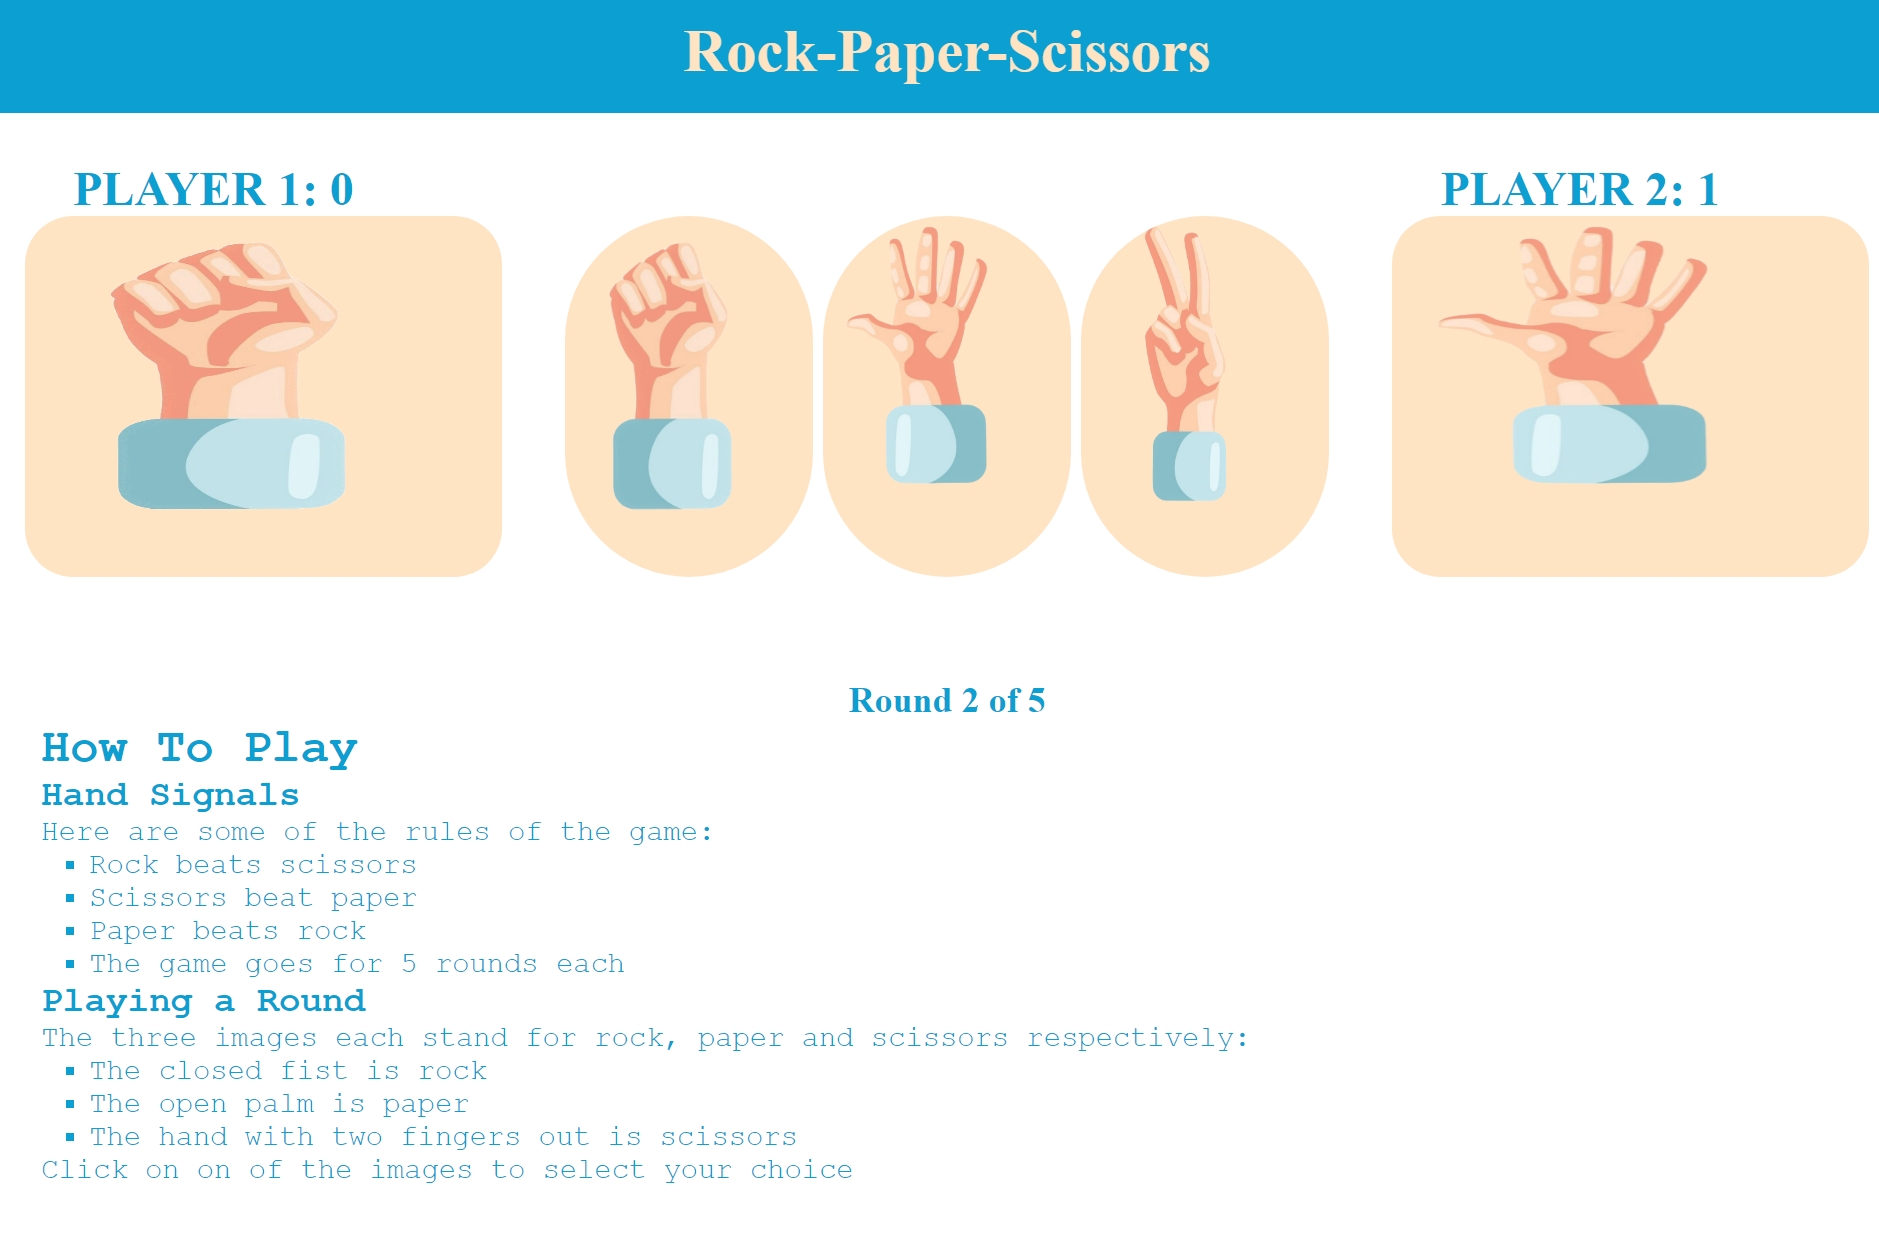 Rock-Paper-Scissors
PLAYER 1: 0
PLAYER 2: 1
Round 2 of 5
How To Play
Hand Signals
Here are some of the rules of the game:
Rock beats scissors
Scissors beat paper
Paper beats rock
The game goes for 5 rounds each
Playing a Round
The three images each stand for rock, paper and scissors respectively:
The closed fist is rock
The open palm is paper
The hand with two fingers out is scissors
Click on on of the images to select your choice